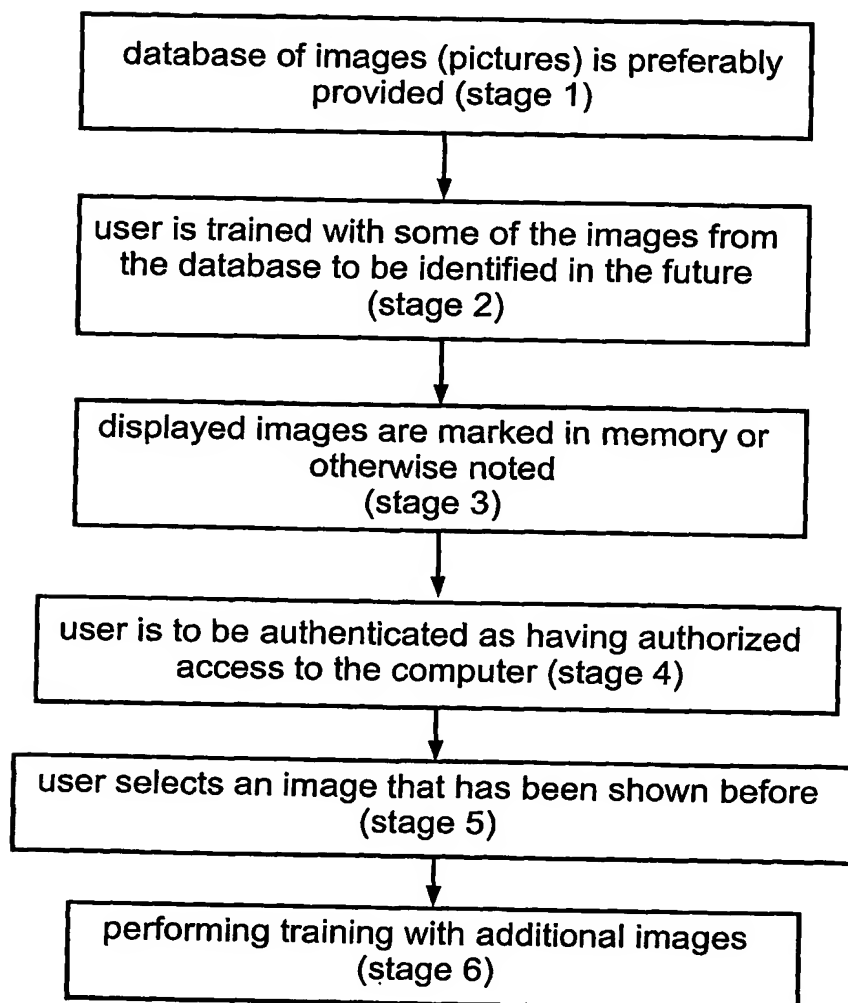 database of images (pictures) is preferably
provided (stage 1)
user is trained with some of the images from
the database to be identified in the future
(stage 2)
displayed images are marked in memory or
otherwise noted
(stage 3)
user is to be authenticated as having authorized
access to the computer (stage 4)
user selects an image that has been shown before
(stage 5)
performing training with additional images
(stage 6)